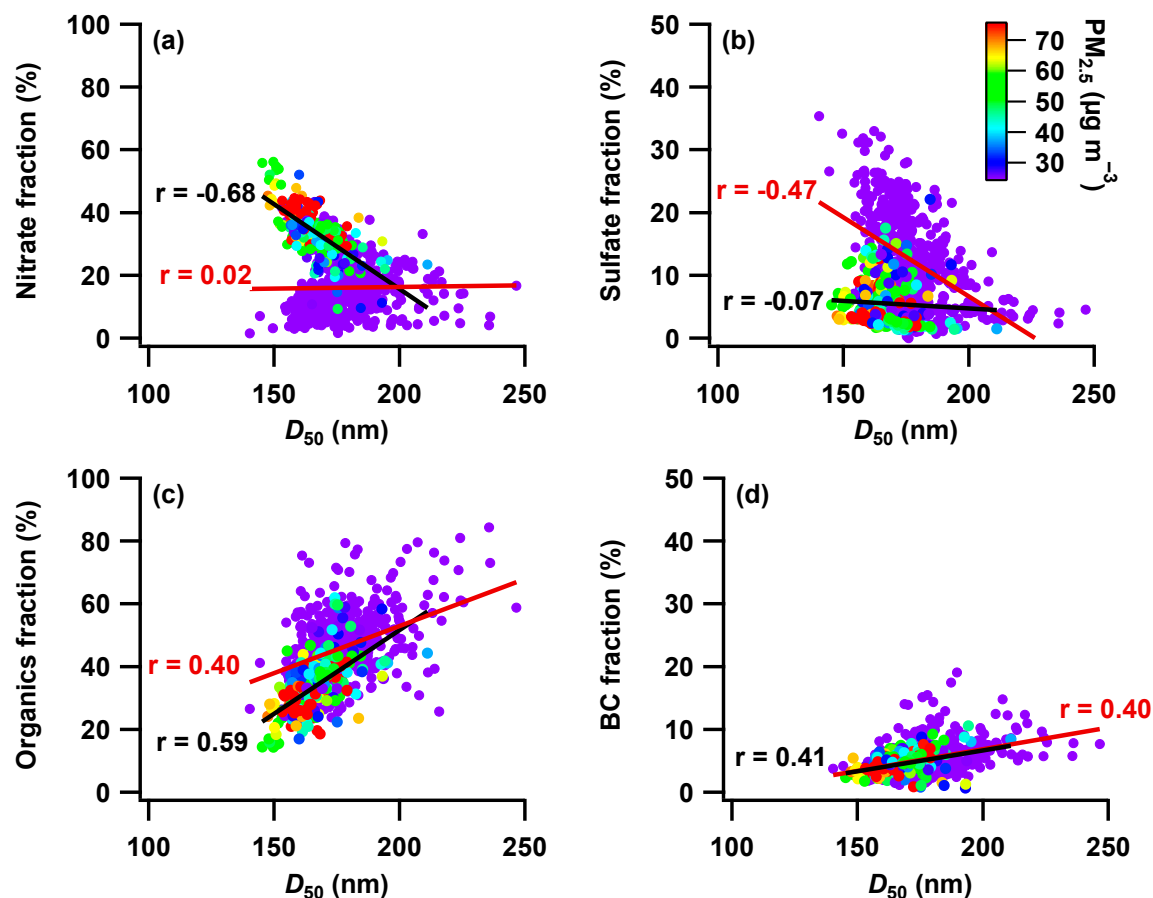 (a)
100
80
60
40
20
0
Nitrate fraction (%)
r = -0.68
r = 0.02
100
150
200
250
D50 (nm)
(b)
50
40
30
20
10
0
Sulfate fraction (%)
r = -0.47
r = -0.07
70
60
50
40
30
PM2.5 (μg m−3)
100
150
200
250
D50 (nm)
(c)
100
80
60
40
20
0
Organics fraction (%)
r = 0.40
r = 0.59
100
150
200
250
D50 (nm)
(d)
50
40
30
20
10
0
BC fraction (%)
r = 0.40
r = 0.41
100
150
200
250
D50 (nm)